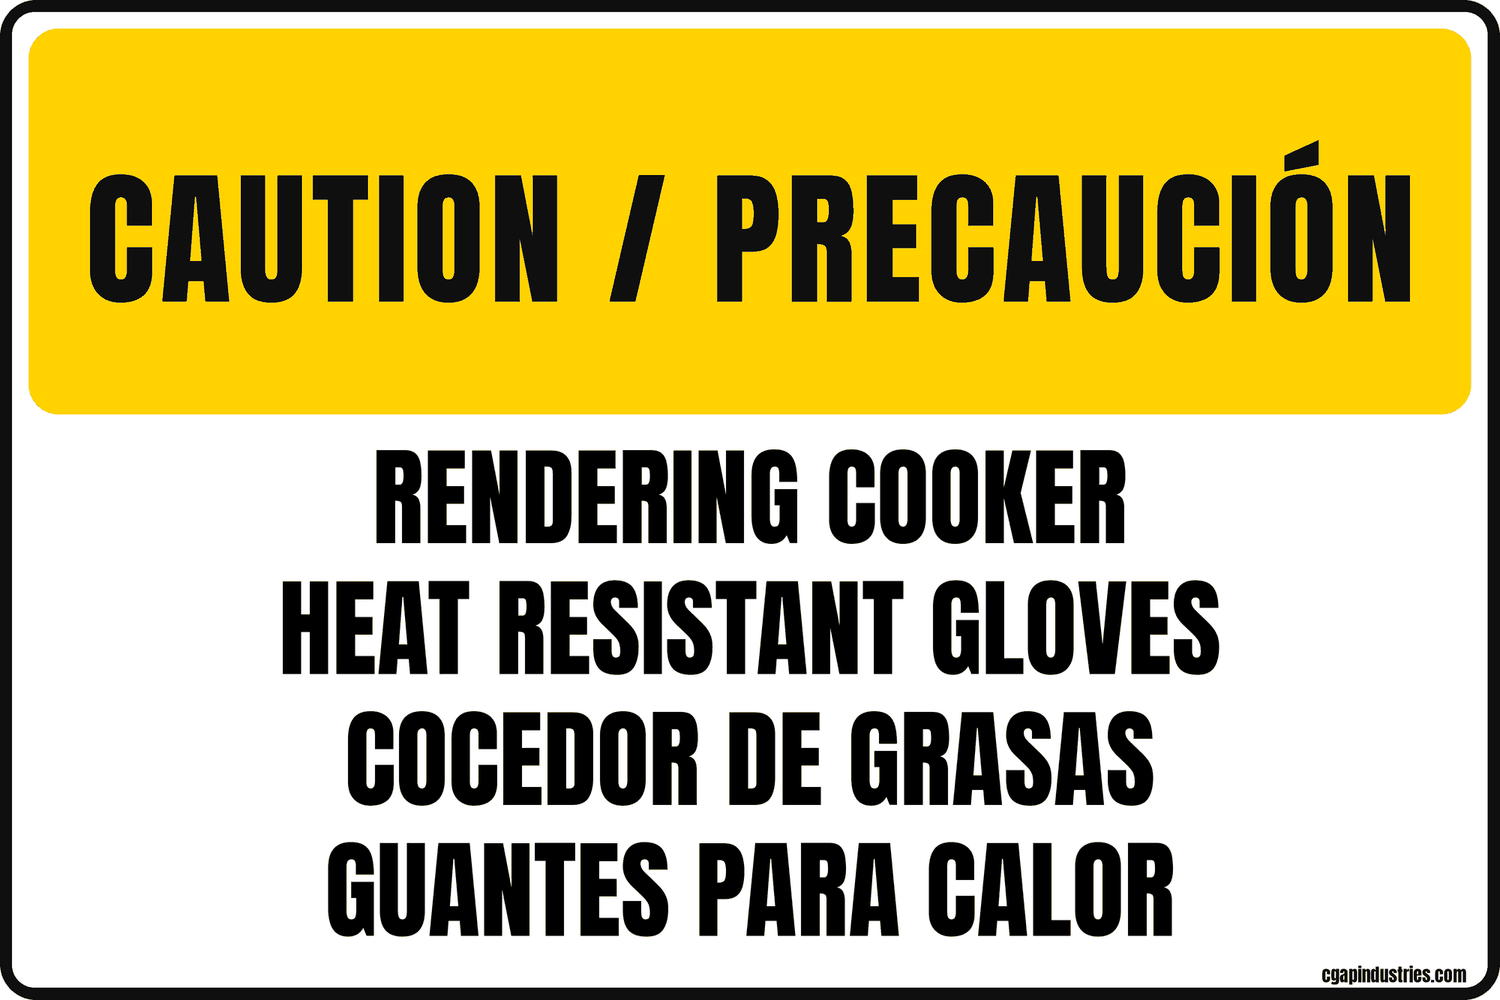 CAUTION / PRECAUCIÓN
RENDERING COOKER
HEAT RESISTANT GLOVES
COCEDOR DE GRASAS
GUANTES PARA CALOR
cgapindustries.com